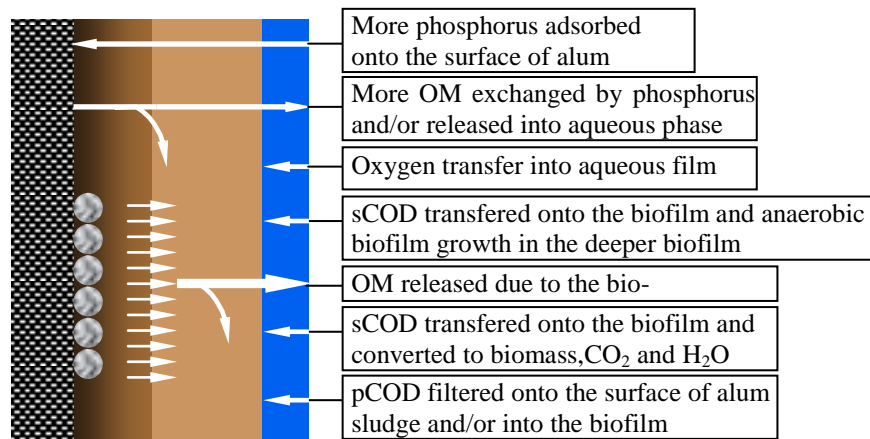 More phosphorus adsorbed
onto the surface of alum
More OM exchanged by phosphorus
and/or released into aqueous phase
Oxygen transfer into aqueous film
sCOD transfered onto the biofilm and anaerobic
biofilm growth in the deeper biofilm
OM released due to the bio-
sCOD transfered onto the biofilm and
converted to biomass,CO₂ and H₂O
pCOD filtered onto the surface of alum
sludge and/or into the biofilm